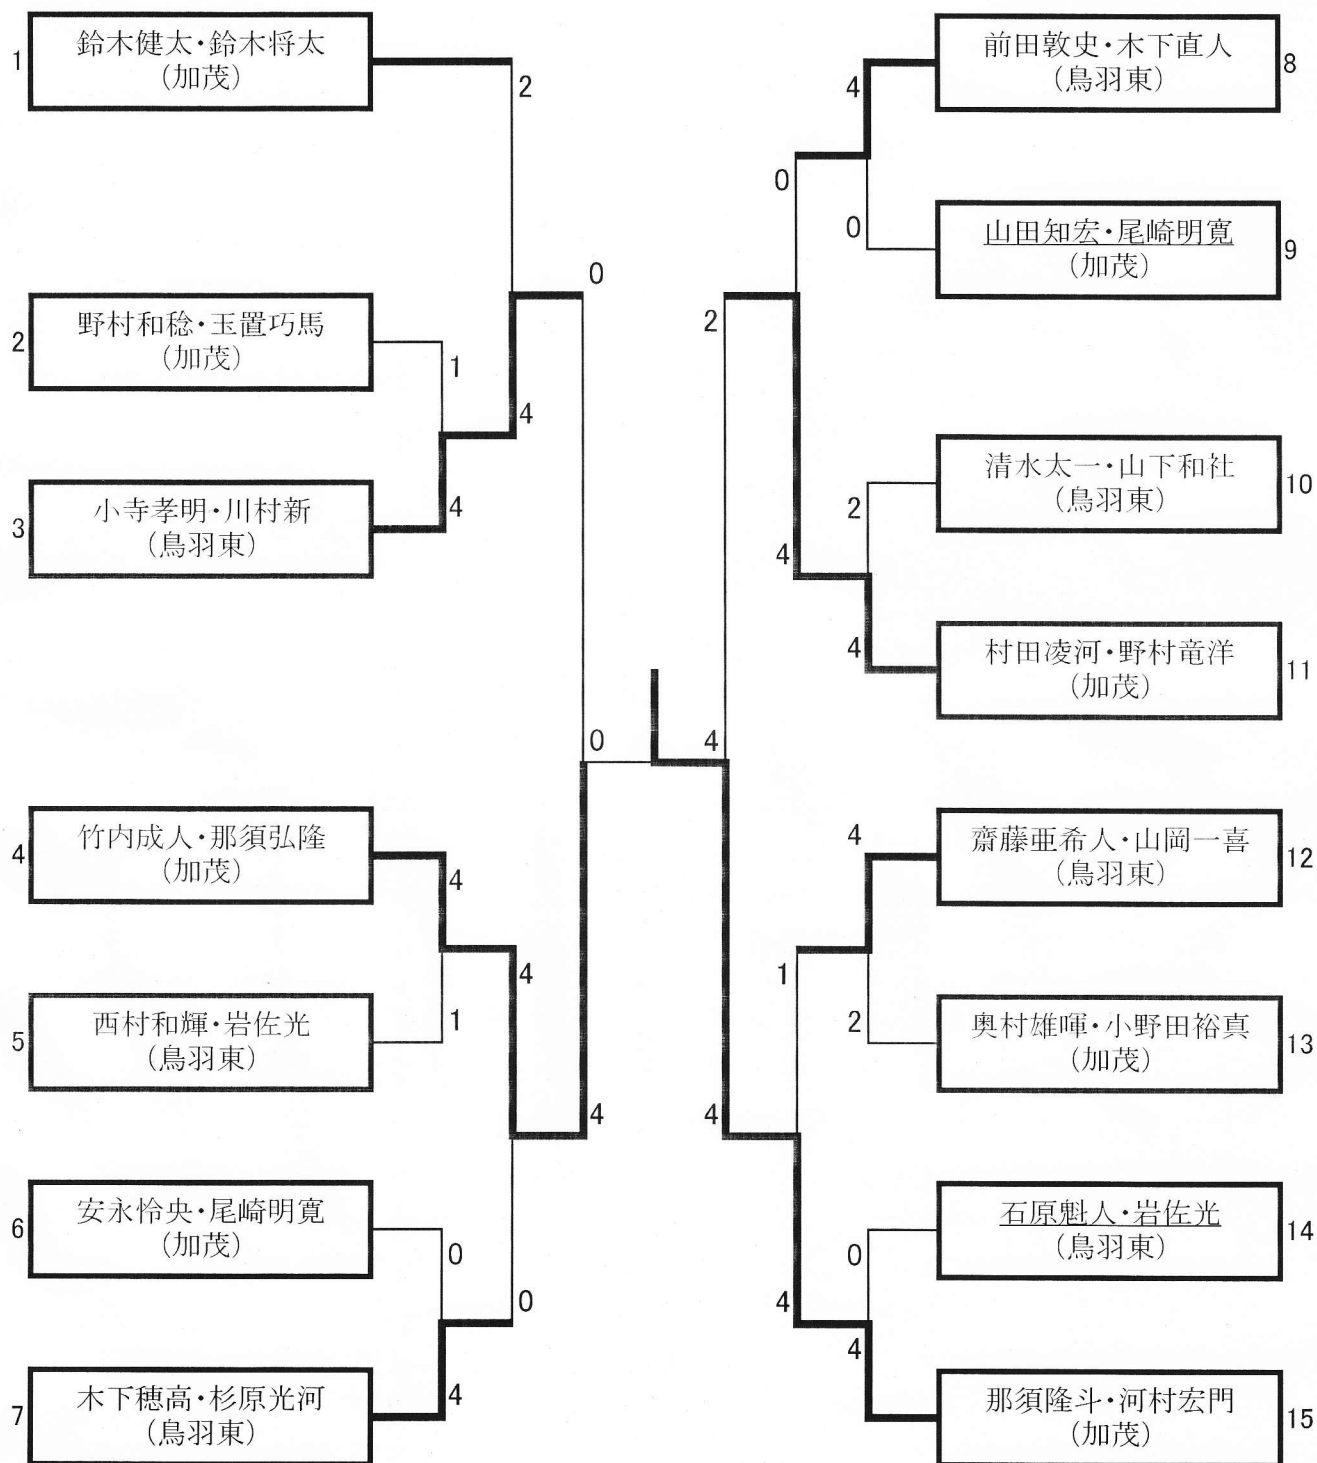 1
鈴木健太・鈴木将太
(加茂)
2
野村和稔・玉置巧馬
(加茂)
1
4
3
小寺孝明・川村新
(鳥羽東)
4
0
4
竹内成人・那須弘隆
(加茂)
4
5
西村和輝・岩佐光
(鳥羽東)
1
4
6
安永怜央・尾崎明寛
(加茂)
0
7
木下穂高・杉原光河
(鳥羽東)
4
0
4
0
2
前田敦史・木下直人
(鳥羽東)
8
4
山田知宏・尾崎明寛
(加茂)
9
0
0
清水太一・山下和社
(鳥羽東)
10
2
村田凌河・野村竜洋
(加茂)
11
4
4
2
齋藤亜希人・山岡一喜
(鳥羽東)
12
4
奥村雄暉・小野田裕真
(加茂)
13
2
1
石原魁人・岩佐光
(鳥羽東)
14
0
那須隆斗・河村宏門
(加茂)
15
4
4
4
4